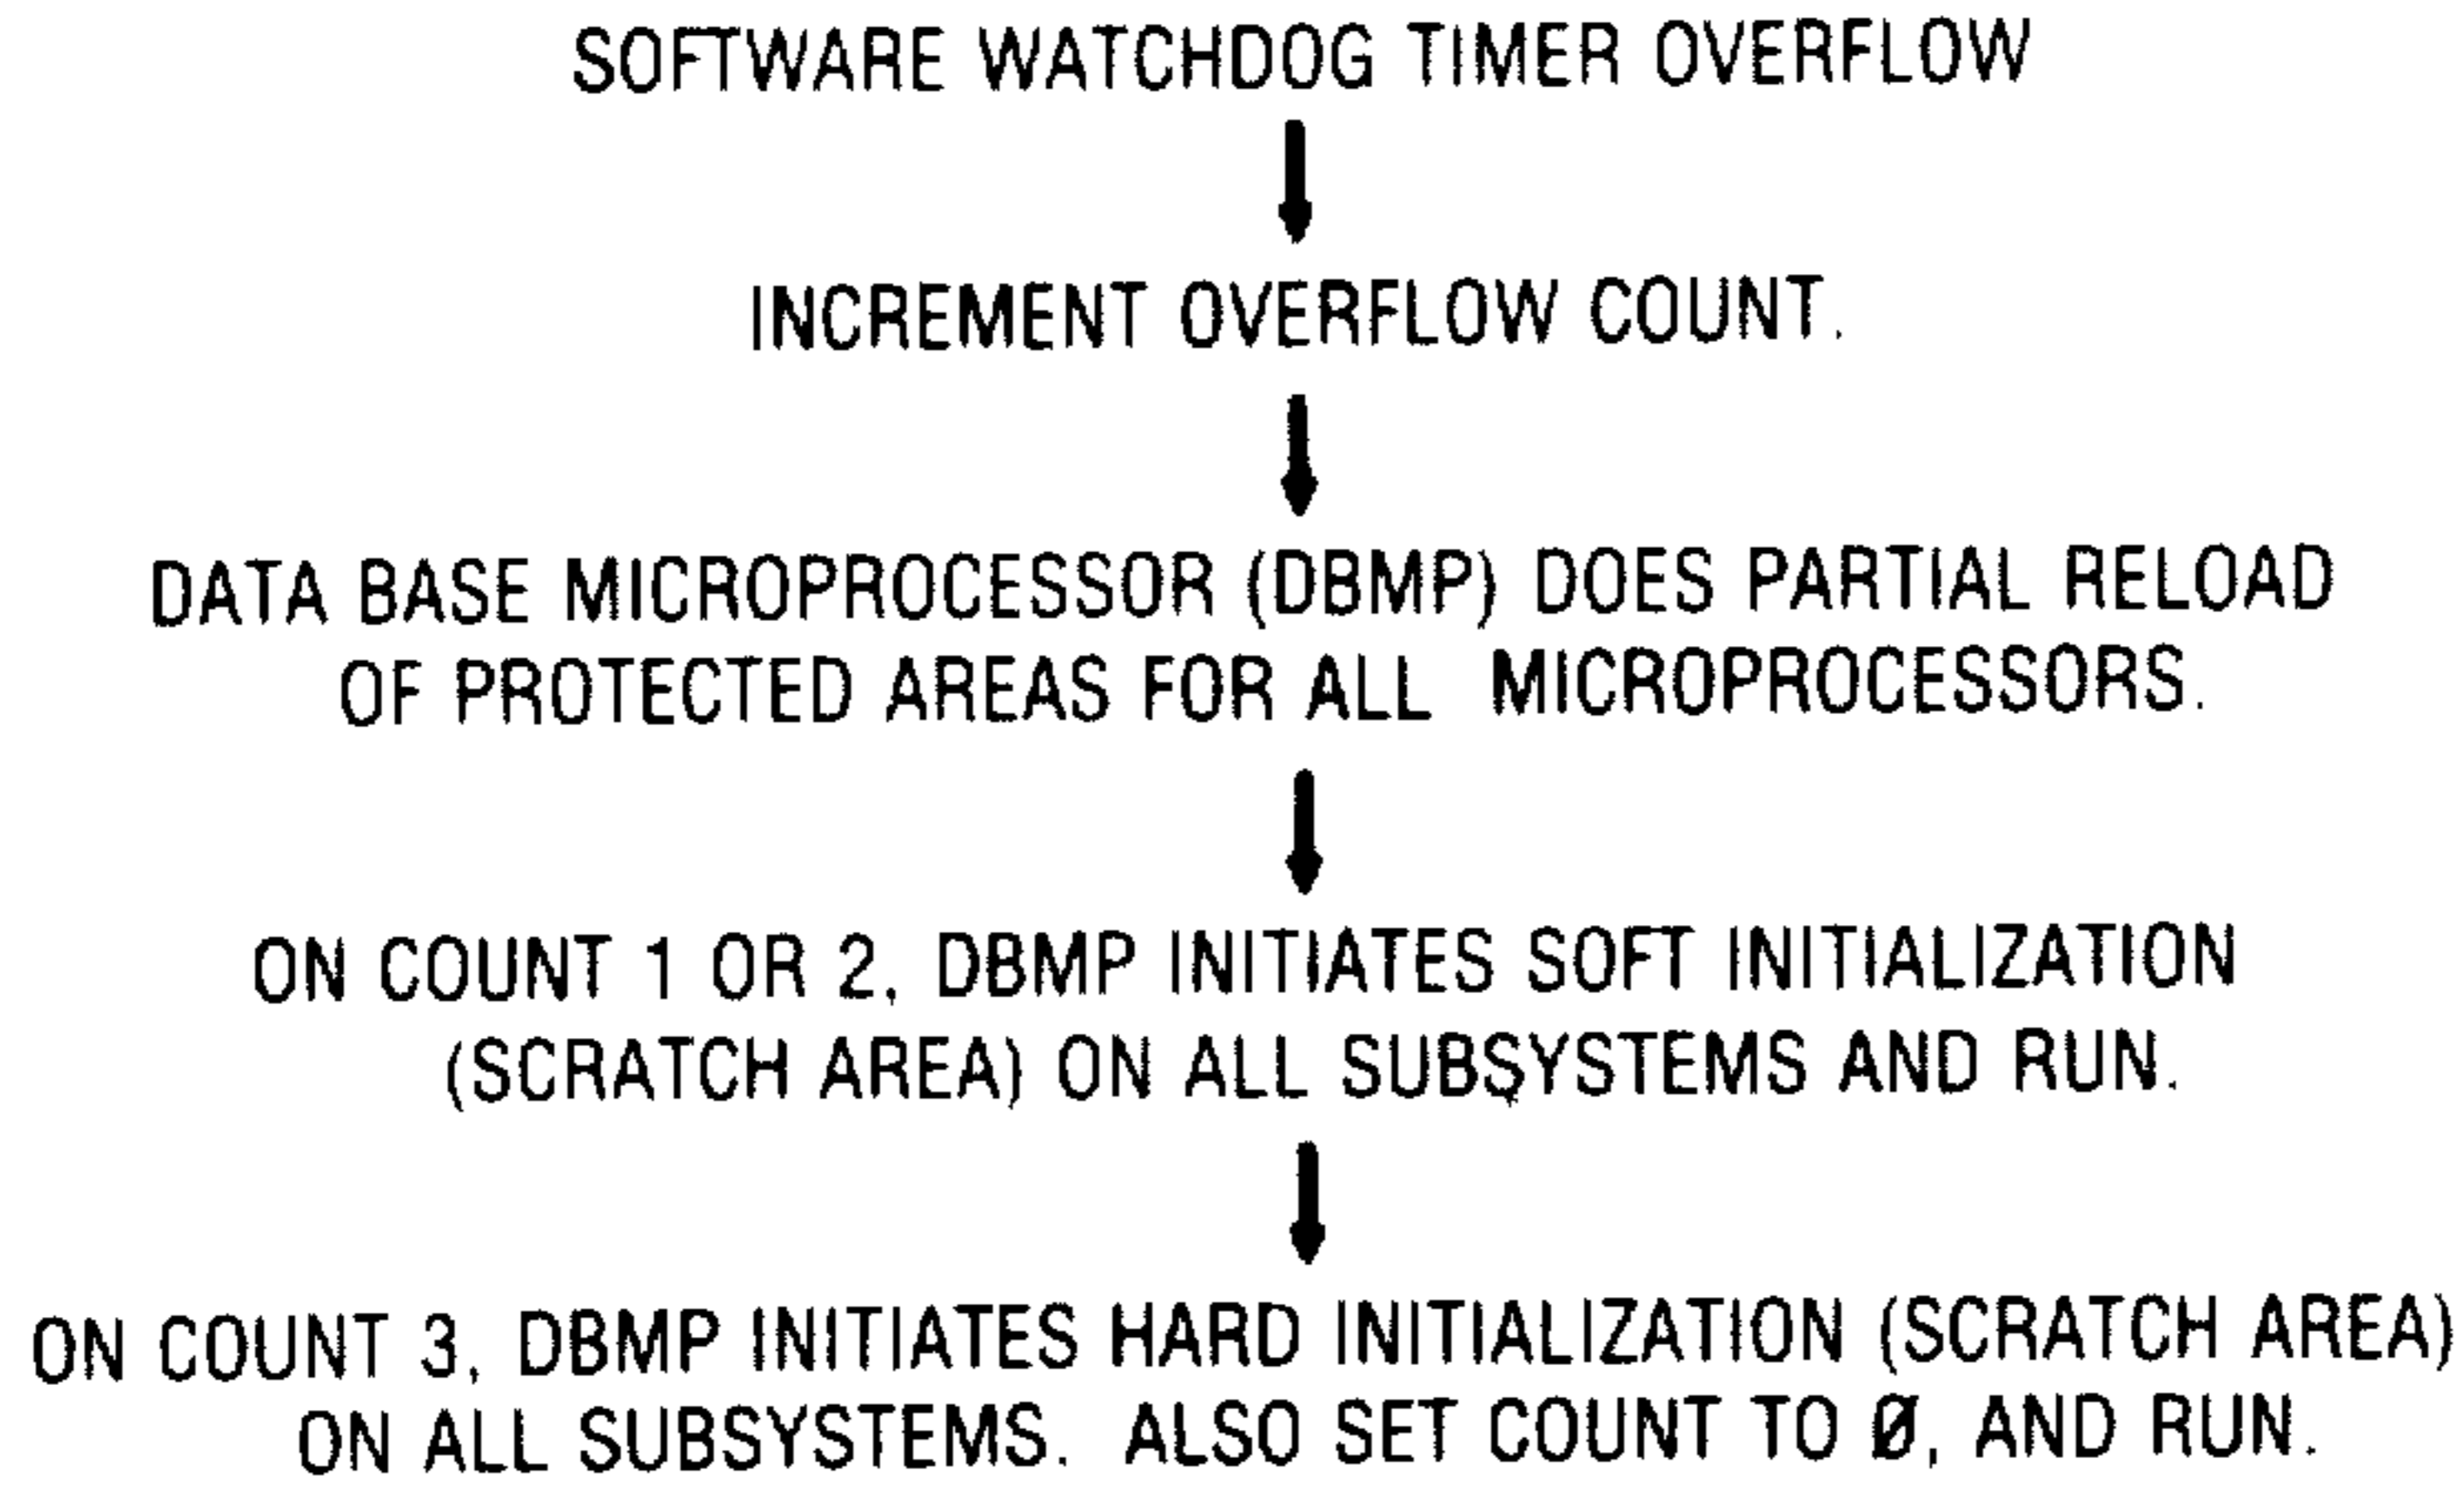 SOFTWARE WATCHDOG TIMER OVERFLOW
INCREMENT OVERFLOW COUNT.
DATA BASE MICROPROCESSOR (DBMP) DOES PARTIAL RELOAD
OF PROTECTED AREAS FOR ALL MICROPROCESSORS.
ON COUNT 1 OR 2, DBMP INITIATES SOFT INITIALIZATION
(SCRATCH AREA) ON ALL SUBSYSTEMS AND RUN.
ON COUNT 3, DBMP INITIATES HARD INITIALIZATION (SCRATCH AREA)
ON ALL SUBSYSTEMS. ALSO SET COUNT TO Ø, AND RUN.